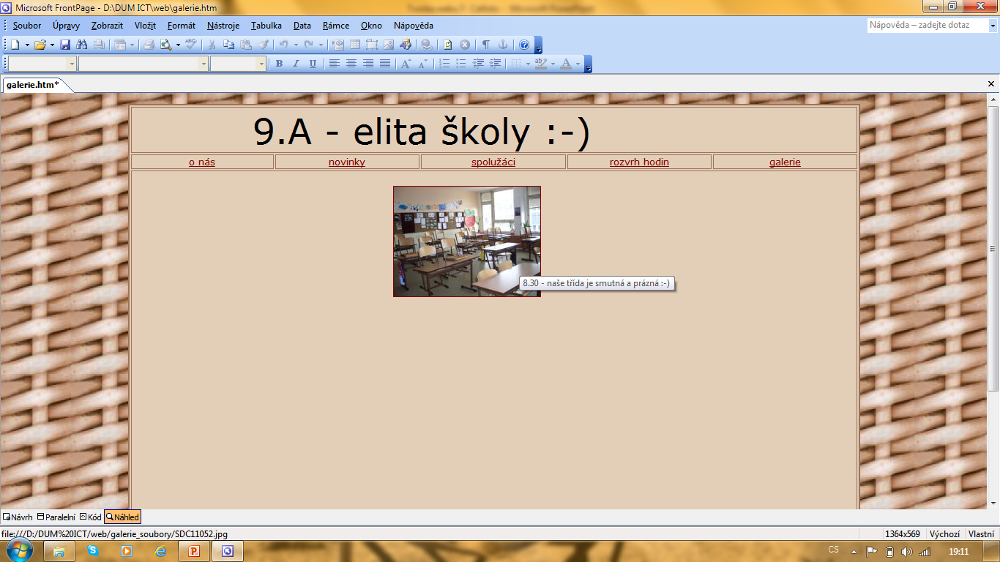 Microsoft FrontPage - D:\DUM ICT\web\galerie.htm
Soubor Úpravy Zobrazit Vložit Formát Nástroje Tabulka Data Rámce Okno Nápověda
Nápověda – zadejte dotaz
galerie.htm*
9.A - elita školy :-)
o nás novinky spolužáci rozvrh hodin galerie
8.30 - naše třída je smutná a prázná :-)
Návrh Paralelní Kód Náhled
file:///D:/DUM%20ICT/web/galerie_soubory/SDC11052.jpg
1364x569 Výchozí Vlastní
CS 19:11